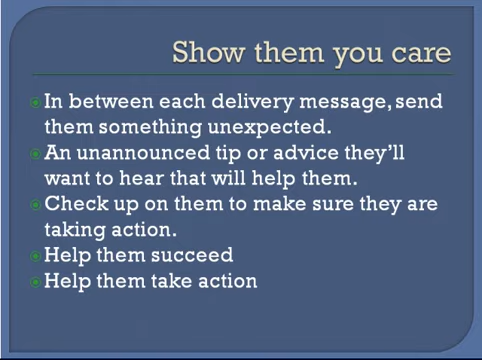 Show them you care
In between each delivery message, send
them something unexpected.
An unannounced tip or advice they'll
want to hear that will help them.
Check up on them to make sure they are
taking action.
Help them succeed
Help them take action